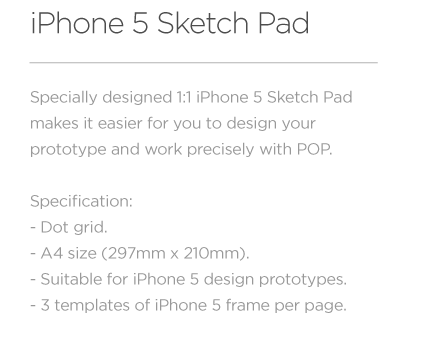 iPhone 5 Sketch Pad
Specially designed 1:1 iPhone 5 Sketch Pad
makes it easier for you to design your
prototype and work precisely with POP.
Specification:
- Dot grid.
- A4 size (297mm x 210mm).
- Suitable for iPhone 5 design prototypes.
- 3 templates of iPhone 5 frame per page.